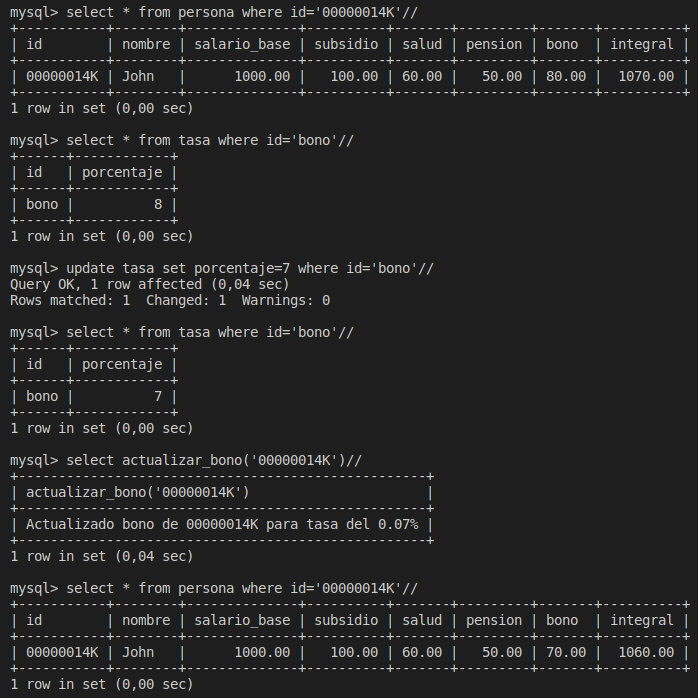 mysql> select * from persona where id='00000014K'//
+-----------+--------+--------------+----------+-------+---------+-------+----------+
| id        | nombre | salario_base | subsidio | salud | pension | bono  | integral |
+-----------+--------+--------------+----------+-------+---------+-------+----------+
| 00000014K | John   |      1000.00 |   100.00 | 60.00 |   50.00 | 80.00 |  1070.00 |
+-----------+--------+--------------+----------+-------+---------+-------+----------+
1 row in set (0,00 sec)

mysql> select * from tasa where id='bono'//
+------+------------+
| id   | porcentaje |
+------+------------+
| bono |          8 |
+------+------------+
1 row in set (0,00 sec)

mysql> update tasa set porcentaje=7 where id='bono'//
Query OK, 1 row affected (0,04 sec)
Rows matched: 1  Changed: 1  Warnings: 0

mysql> select * from tasa where id='bono'//
+------+------------+
| id   | porcentaje |
+------+------------+
| bono |          7 |
+------+------------+
1 row in set (0,00 sec)

mysql> select actualizar_bono('00000014K')//
+---------------------------------------------------+
| actualizar_bono('00000014K')                      |
+---------------------------------------------------+
| Actualizado bono de 00000014K para tasa del 0.07% |
+---------------------------------------------------+
1 row in set (0,04 sec)

mysql> select * from persona where id='00000014K'//
+-----------+--------+--------------+----------+-------+---------+-------+----------+
| id        | nombre | salario_base | subsidio | salud | pension | bono  | integral |
+-----------+--------+--------------+----------+-------+---------+-------+----------+
| 00000014K | John   |      1000.00 |   100.00 | 60.00 |   50.00 | 70.00 |  1060.00 |
+-----------+--------+--------------+----------+-------+---------+-------+----------+
1 row in set (0,00 sec)